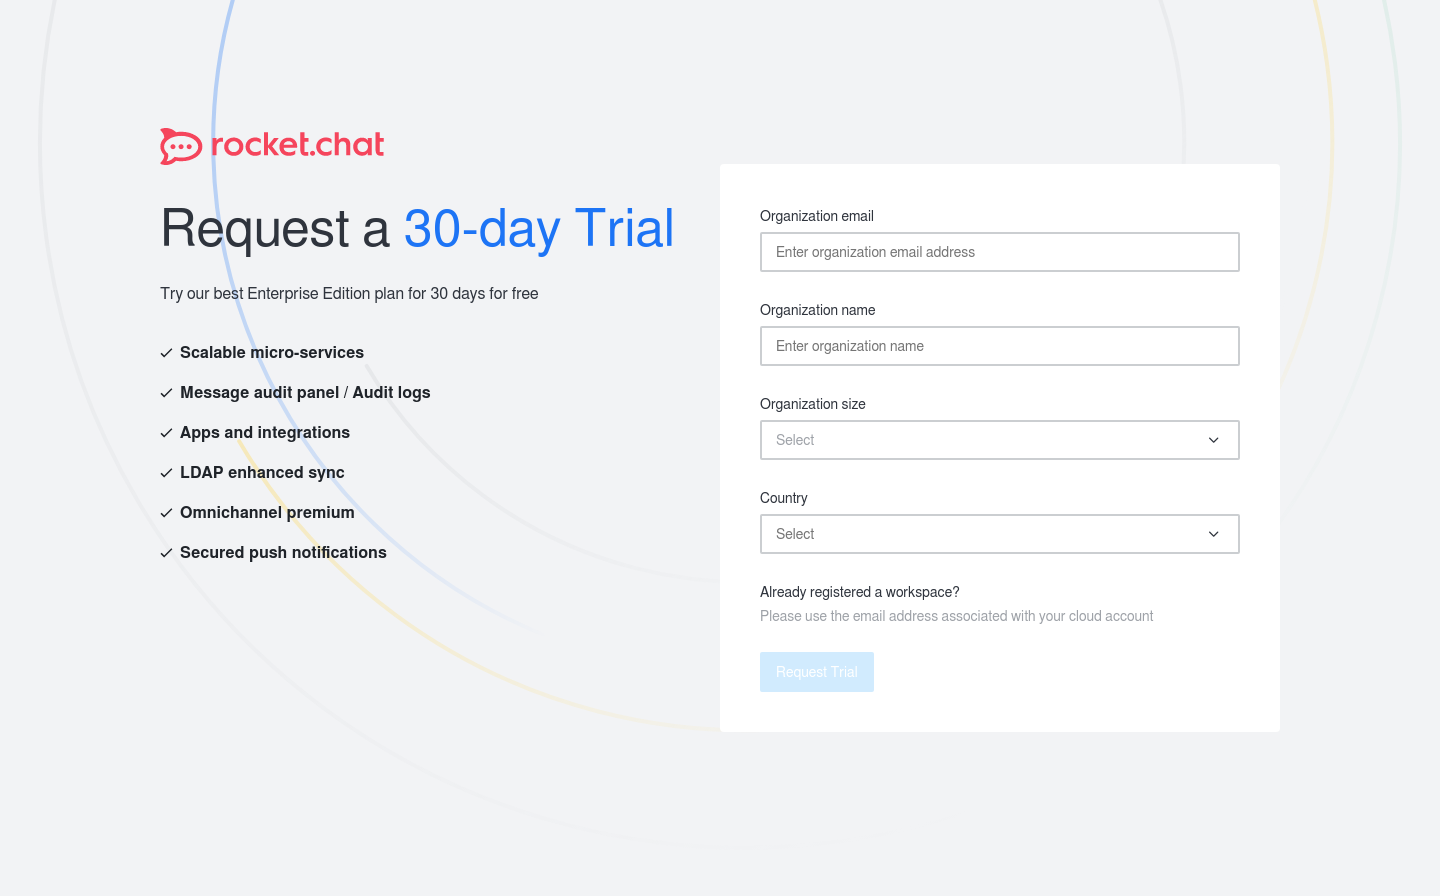 rocket.chat
Request a 30-day Trial
Try our best Enterprise Edition plan for 30 days for free
Scalable micro-services
Message audit panel / Audit logs
Apps and integrations
LDAP enhanced sync
Omnichannel premium
Secured push notifications
Organization email
Enter organization email address
Organization name
Enter organization name
Organization size
Select
Country
Select
Already registered a workspace?
Please use the email address associated with your cloud account
Request Trial